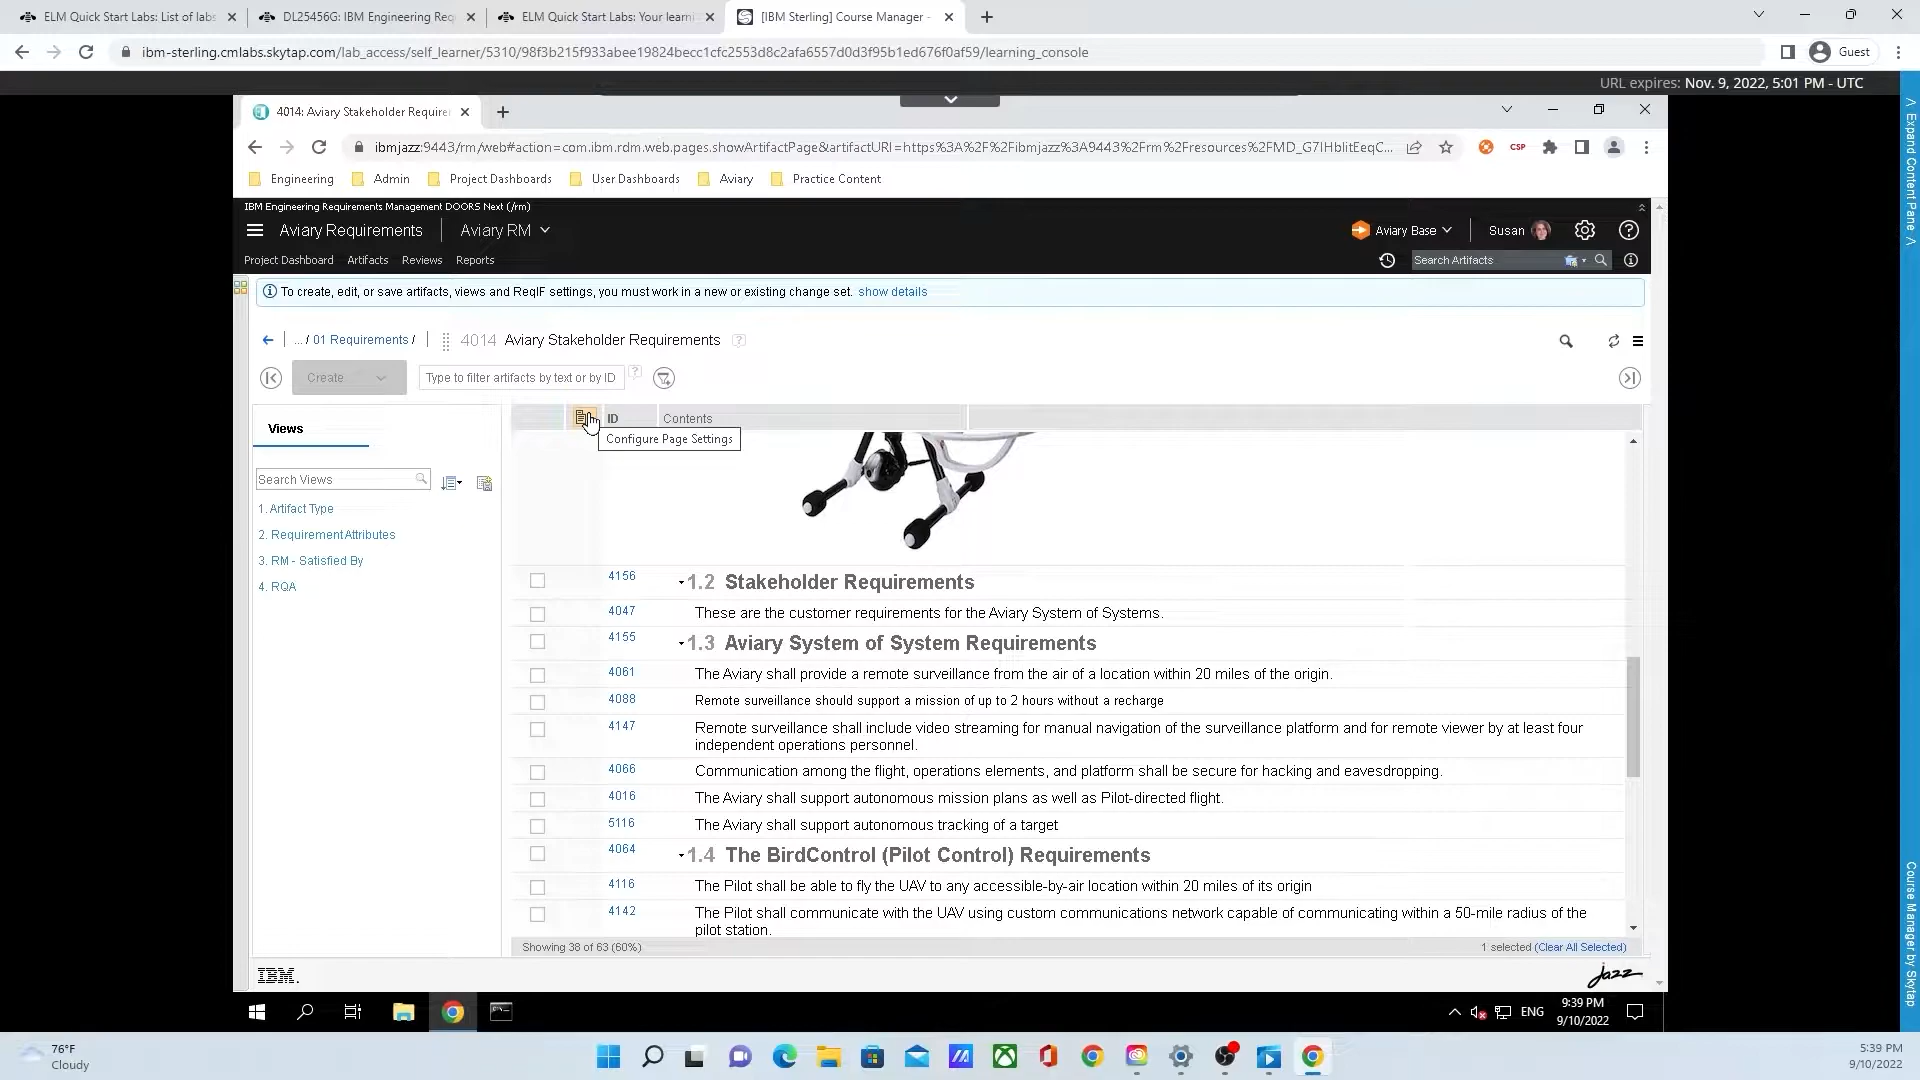 ELM Quick Start Labs: List of labs
DL25456G: IBM Engineering Req
ELM Quick Start Labs: Your learni
[IBM Sterling] Course Manager -
ibm-sterling.cmlabs.skytap.com/lab_access/self_learner/5310/98f3b215f933abee19824becc1cfc2553d8c2afa6557d0d3f95b1ed676f0af59/learning_console
Guest
URL expires: Nov. 9, 2022, 5:01 PM - UTC
4014: Aviary Stakeholder Requirer
ibmjazz:9443/rm/web#action=com.ibm.rdm.web.pages.showArtifactPage&artifactURI=https%3A%2F%2Fibmjazz%3A9443%2Frm%2Fresources%2FMD_G7IHblitEeqC...
CSP
Engineering
Admin
Project Dashboards
User Dashboards
Aviary
Practice Content
IBM Engineering Requirements Management DOORS Next (/rm)
Aviary Requirements
Aviary RM
Aviary Base
Susan
Project Dashboard
Artifacts
Reviews
Reports
Search Artifacts
To create, edit, or save artifacts, views and ReqIF settings, you must work in a new or existing change set. show details
... / 01 Requirements /
4014 Aviary Stakeholder Requirements
Create
Type to filter artifacts by text or by ID
Views
ID
Contents
Configure Page Settings
Search Views
1. Artifact Type
2. Requirement Attributes
3. RM - Satisfied By
4. RQA
4156 1.2 Stakeholder Requirements
4047 These are the customer requirements for the Aviary System of Systems.
4155 1.3 Aviary System of System Requirements
4061 The Aviary shall provide a remote surveillance from the air of a location within 20 miles of the origin.
4088 Remote surveillance should support a mission of up to 2 hours without a recharge
4147 Remote surveillance shall include video streaming for manual navigation of the surveillance platform and for remote viewer by at least four
independent operations personnel.
4066 Communication among the flight, operations elements, and platform shall be secure for hacking and eavesdropping.
4016 The Aviary shall support autonomous mission plans as well as Pilot-directed flight.
5116 The Aviary shall support autonomous tracking of a target
4064 1.4 The BirdControl (Pilot Control) Requirements
4116 The Pilot shall be able to fly the UAV to any accessible-by-air location within 20 miles of its origin
4142 The Pilot shall communicate with the UAV using custom communications network capable of communicating within a 50-mile radius of the
pilot station.
Showing 38 of 63 (60%)
1 selected (Clear All Selected)
IBM.
jazz
ENG
9:39 PM
9/10/2022
Λ Expand Content Pane Λ
Course Manager by Skytap
76°F
Cloudy
5:39 PM
9/10/2022